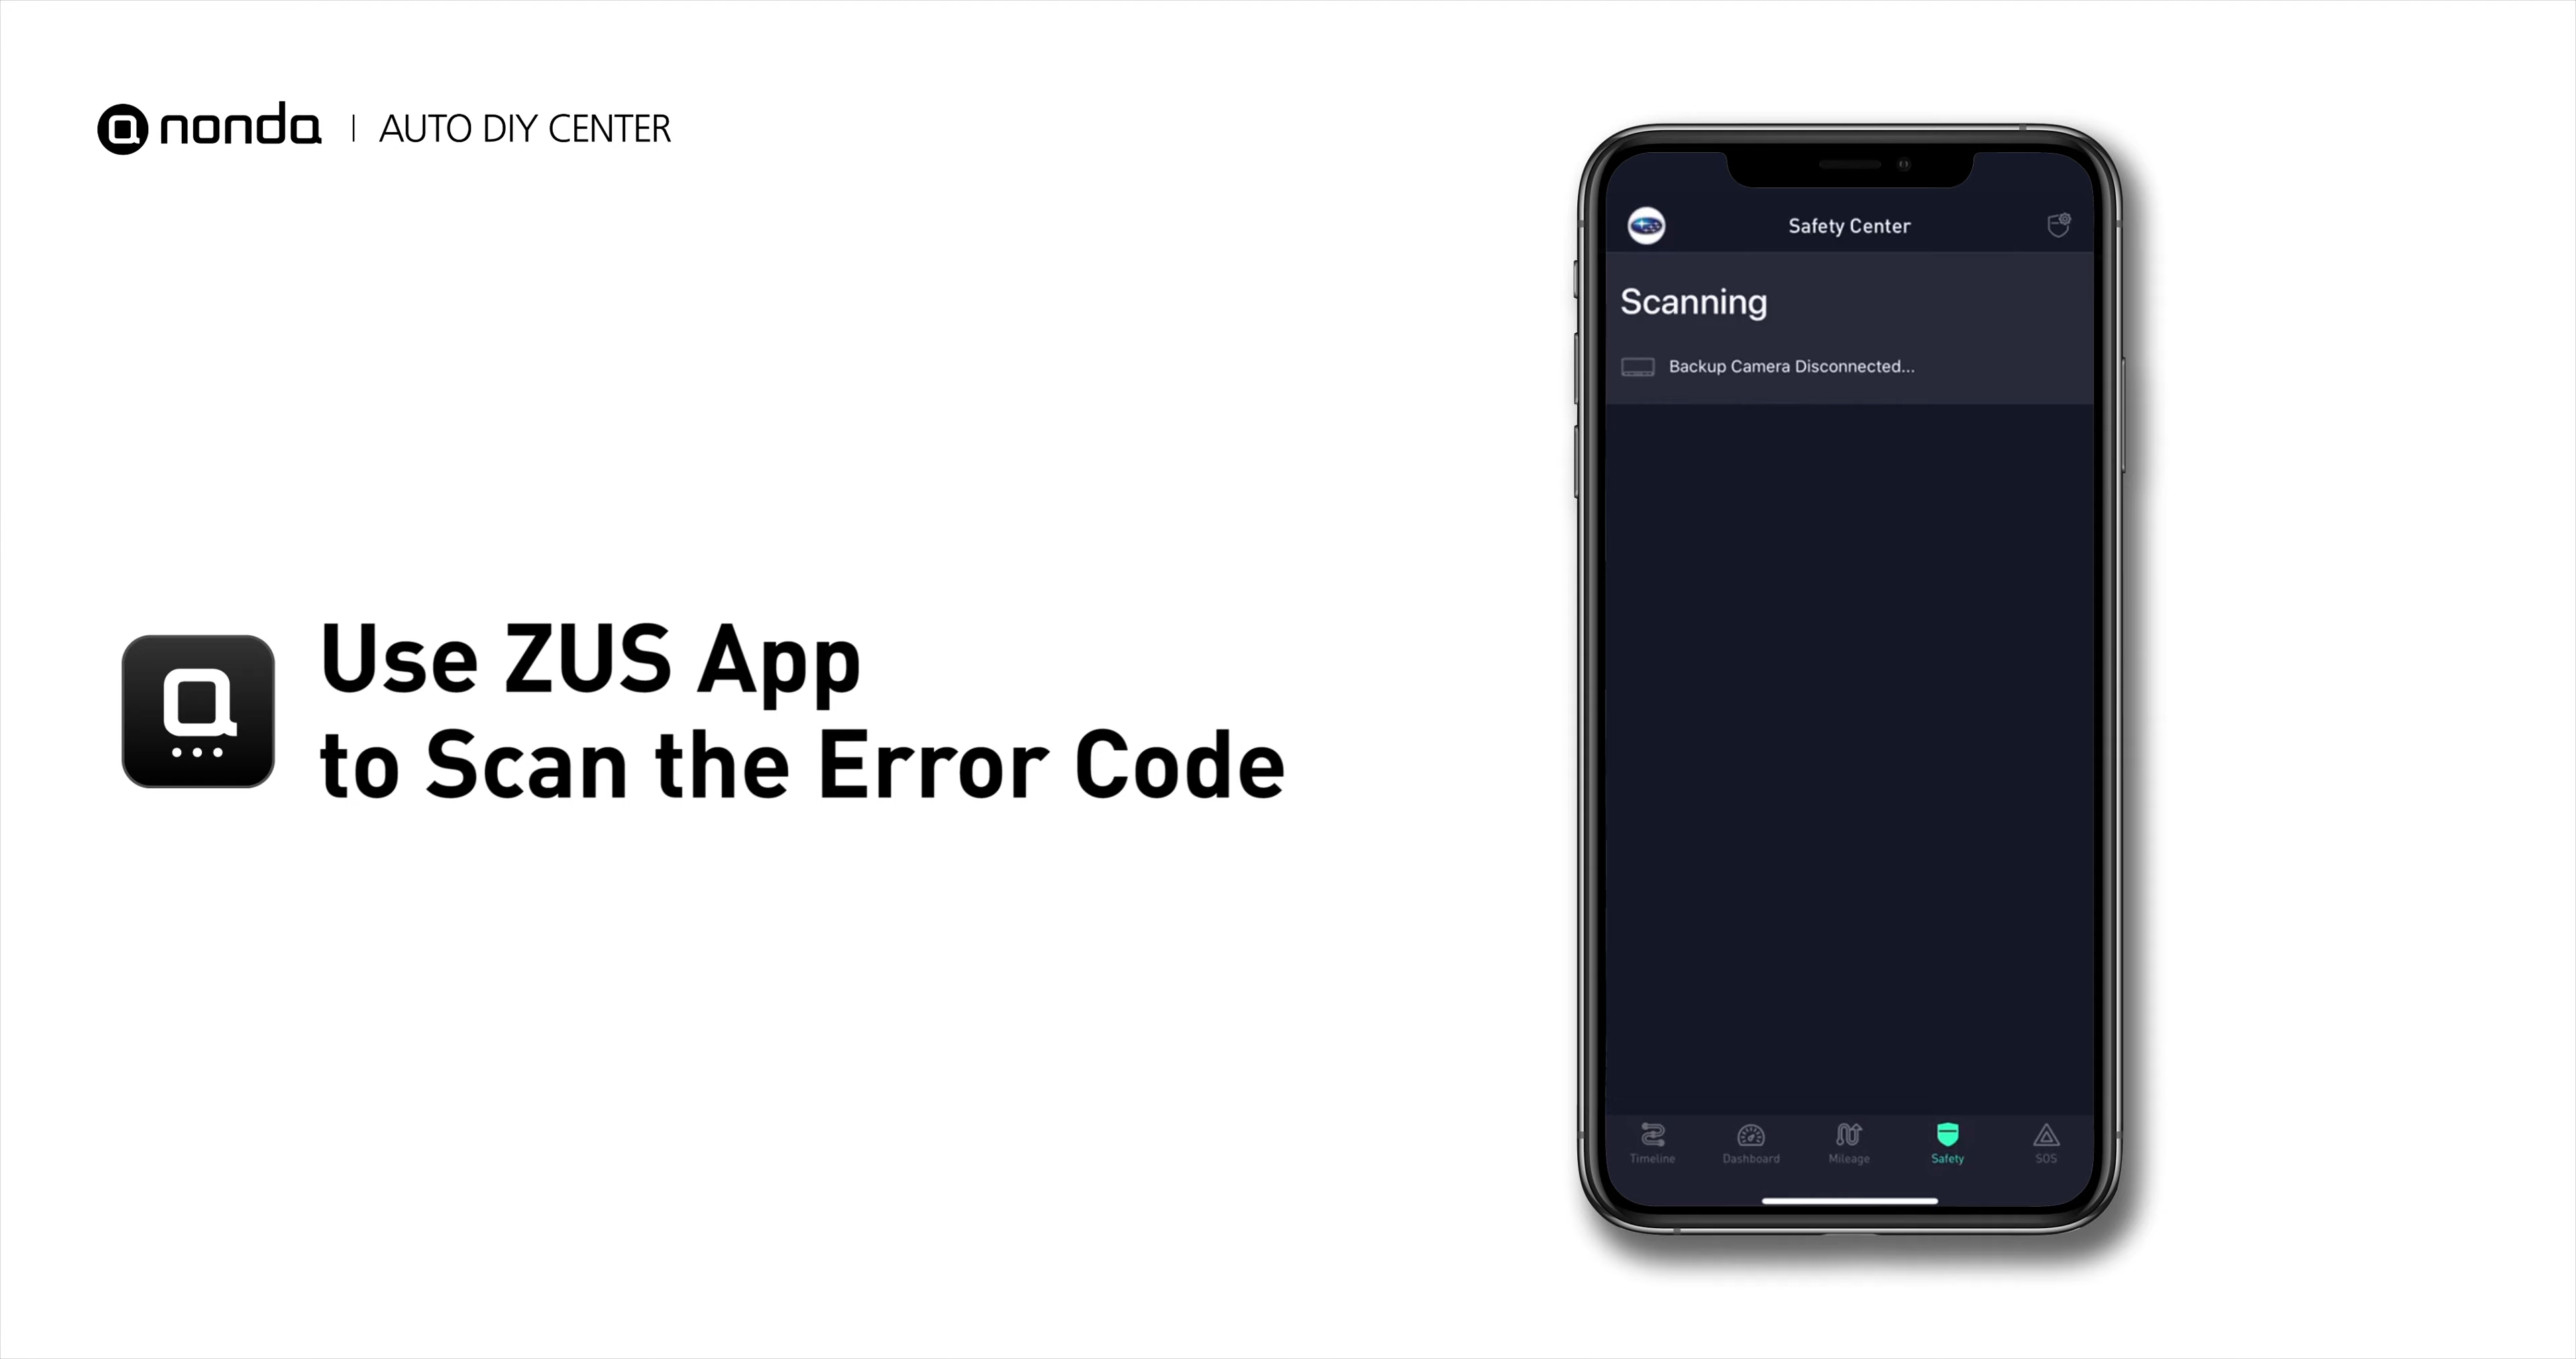 nonda | AUTO DIY CENTER
Use ZUS App
to Scan the Error Code
Safety Center
Scanning
Backup Camera Disconnected...
Timeline
Dashboard
Mileage
Safety
SOS